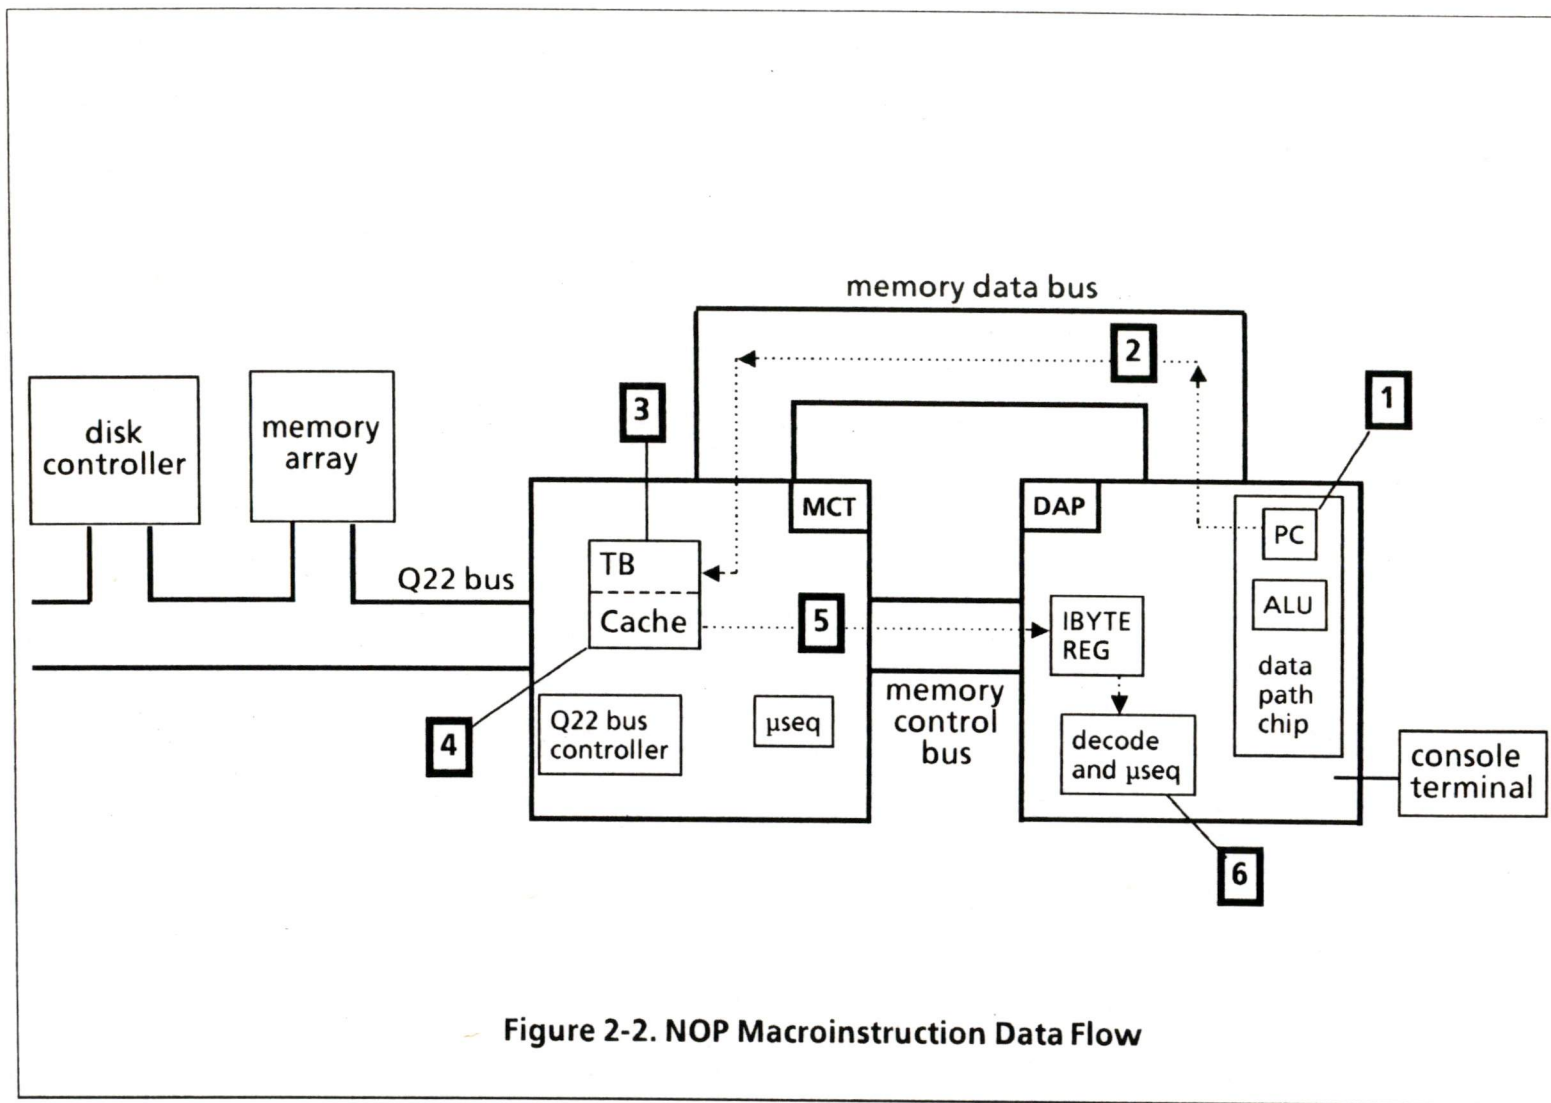 memory data bus
2
1
3
disk
controller
memory
array
MCT
DAP
PC
TB
Q22 bus
Cache
5
IBYTE
REG
ALU
data
path
chip
memory
control
bus
4
Q22 bus
controller
µseq
decode
and µseq
console
terminal
6
Figure 2-2. NOP Macroinstruction Data Flow